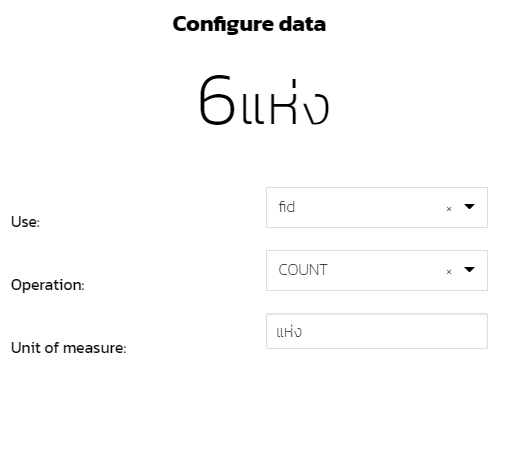 Configure data
6แห่ง
Use:
fid
×
Operation:
COUNT
×
Unit of measure:
แห่ง